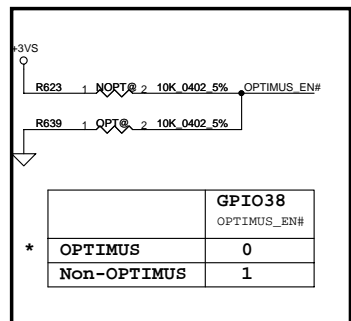 +3VS
R623 1 NOPT@ 2 10K_0402_5% OPTIMUS_EN#
R639 1 OPT@ 2 10K_0402_5%
GPIO38
OPTIMUS_EN#
* OPTIMUS 0
Non-OPTIMUS 1